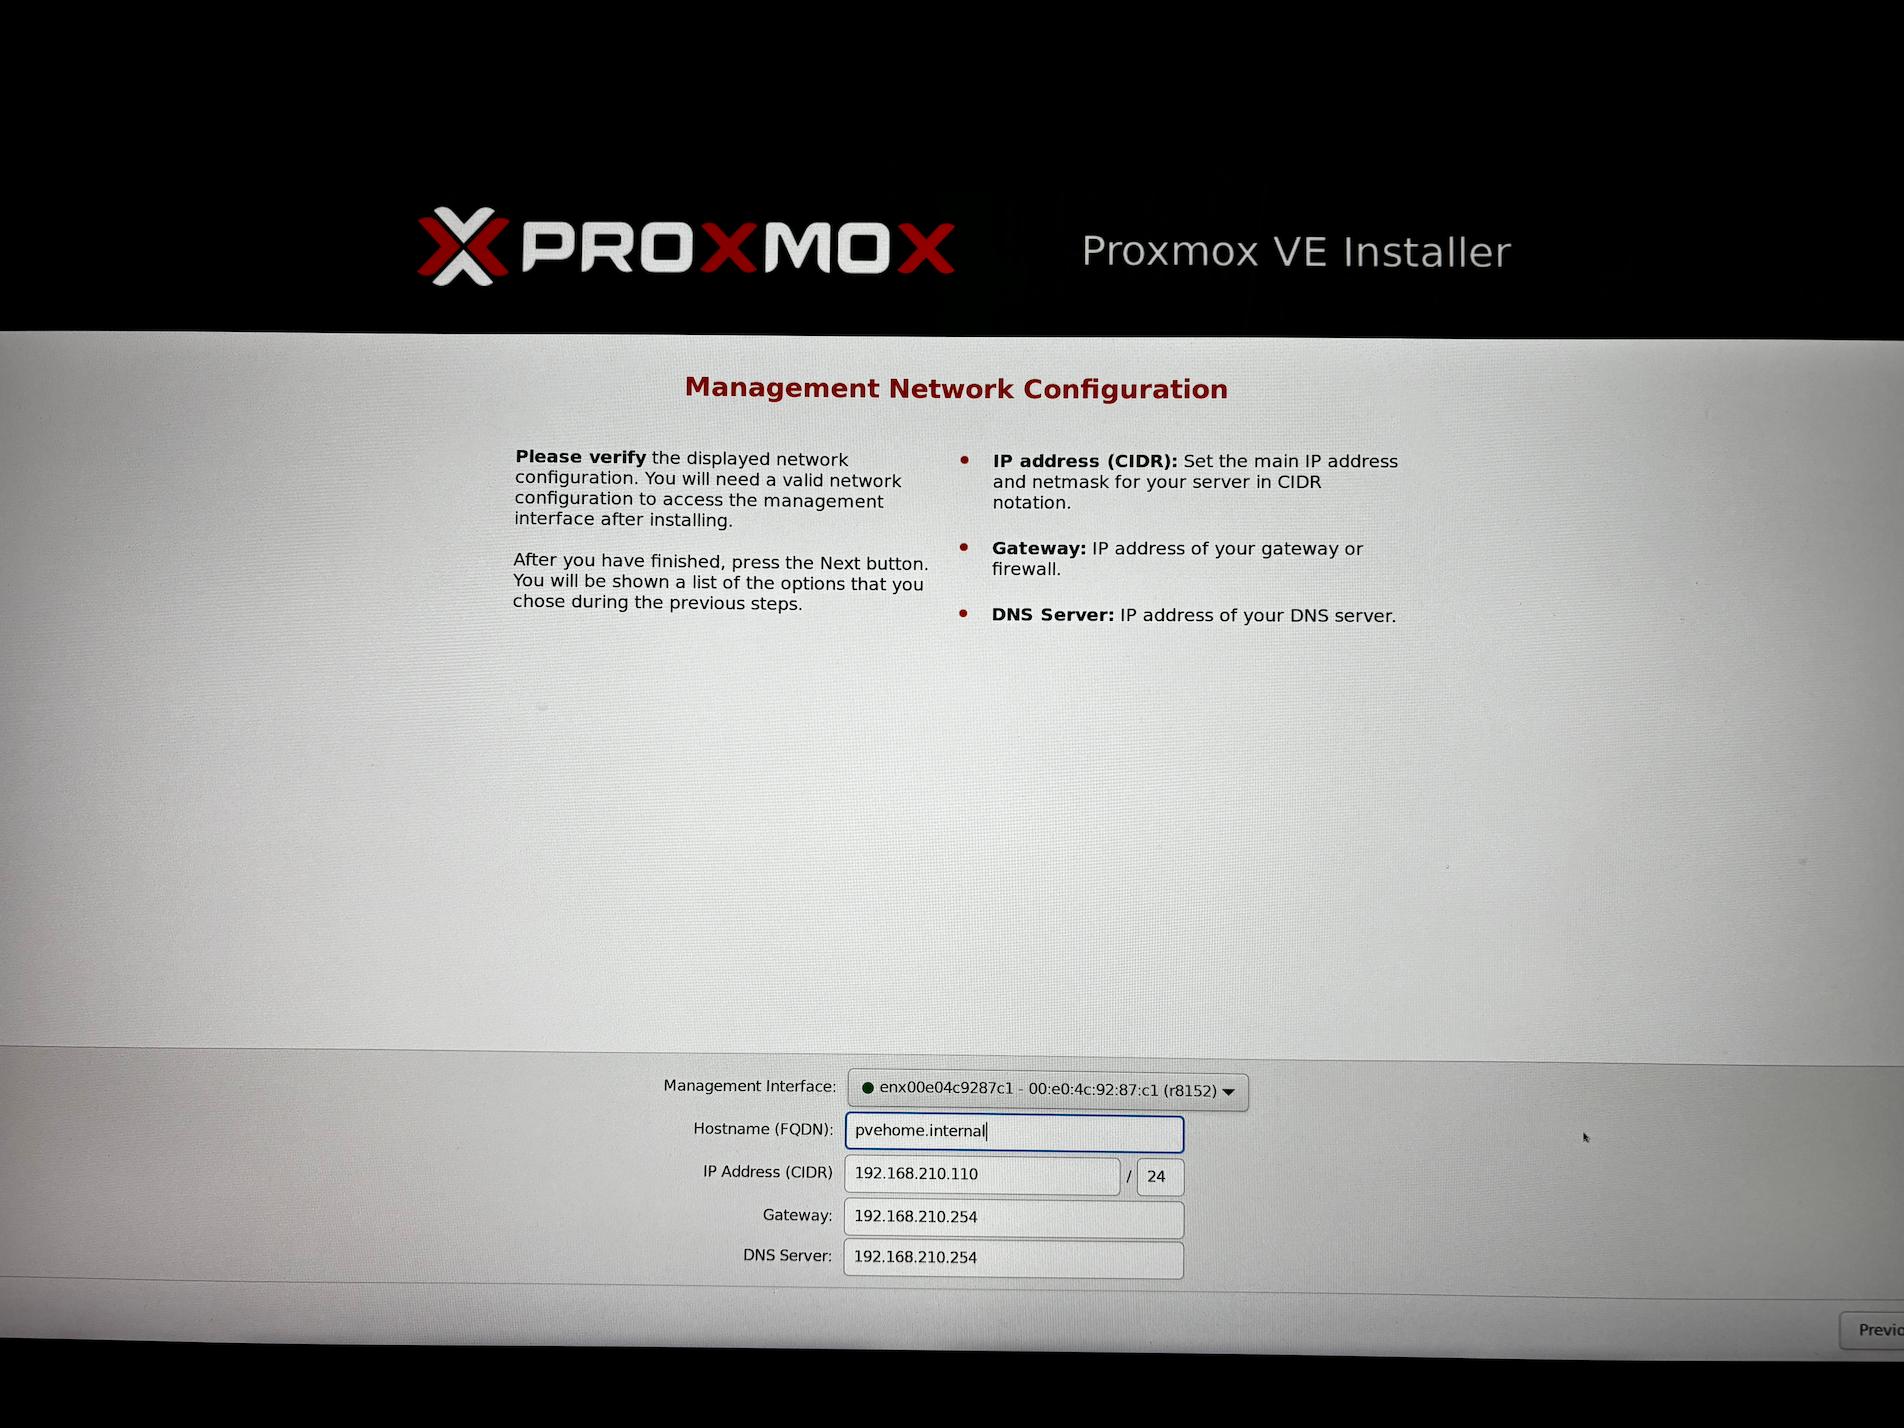 PROXMOX
Proxmox VE Installer
Management Network Configuration
Please verify the displayed network
configuration. You will need a valid network
configuration to access the management
interface after installing.
After you have finished, press the Next button.
You will be shown a list of the options that you
chose during the previous steps.
IP address (CIDR): Set the main IP address
and netmask for your server in CIDR
notation.
Gateway: IP address of your gateway or
firewall.
DNS Server: IP address of your DNS server.
Management Interface: enx00e04c9287c1 - 00:e0:4c:92:87:c1 (r8152)
Hostname (FQDN): pvehome.internal
IP Address (CIDR) 192.168.210.110 / 24
Gateway: 192.168.210.254
DNS Server: 192.168.210.254